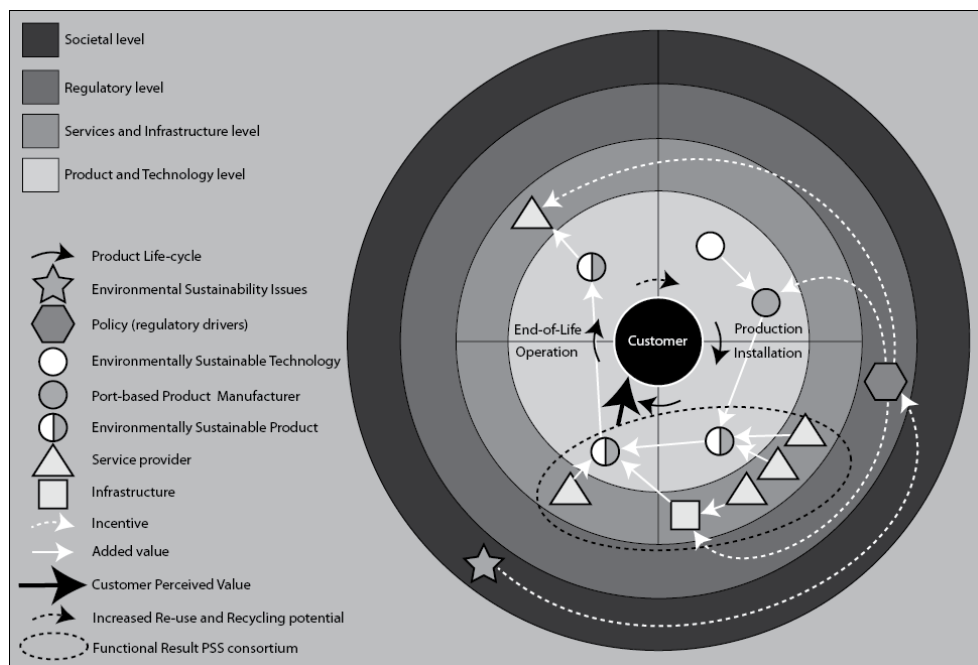 Societal level
Regulatory level
Services and Infrastructure level
Product and Technology level
Product Life-cycle
Environmental Sustainability Issues
Policy (regulatory drivers)
Environmentally Sustainable Technology
Port-based Product Manufacturer
Environmentally Sustainable Product
Service provider
Infrastructure
Incentive
Added value
Customer Perceived Value
Increased Re-use and Recycling potential
Functional Result PSS consortium
End-of-Life
Operation
Customer
Production
Installation